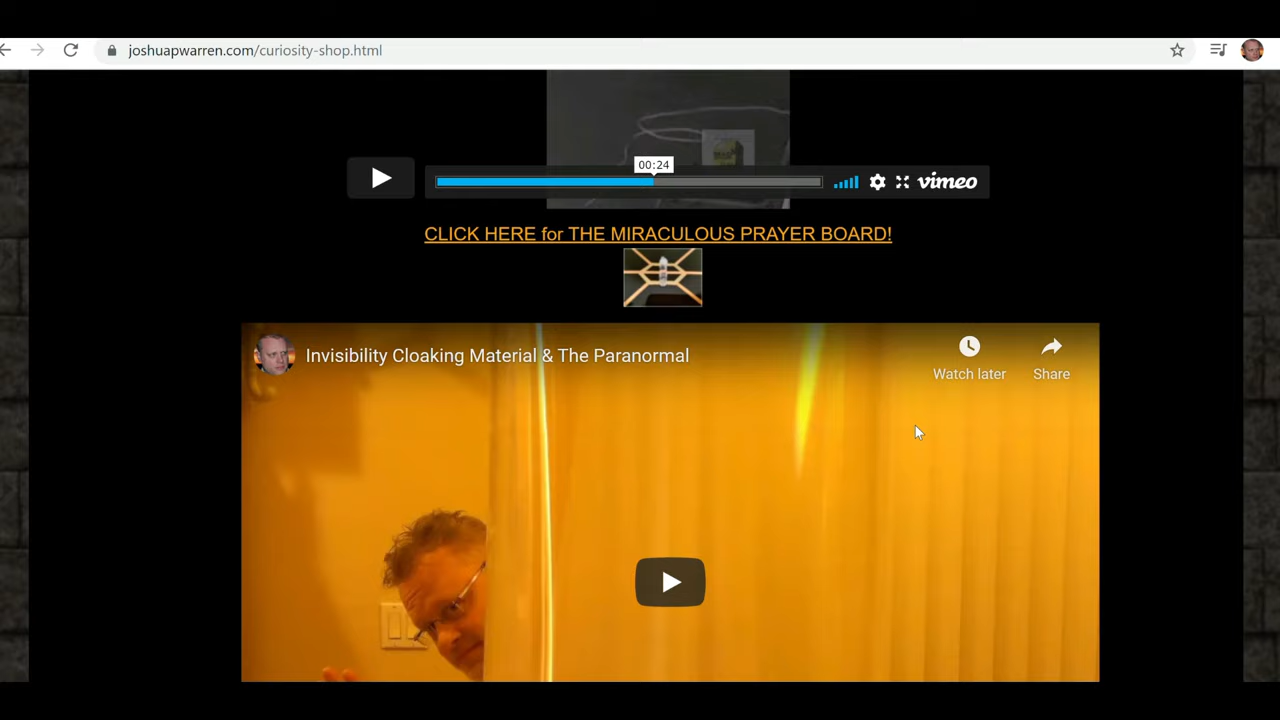 joshuapwarren.com/curiosity-shop.html
00:24
vimeo
CLICK HERE for THE MIRACULOUS PRAYER BOARD!
Invisibility Cloaking Material & The Paranormal
Watch later
Share